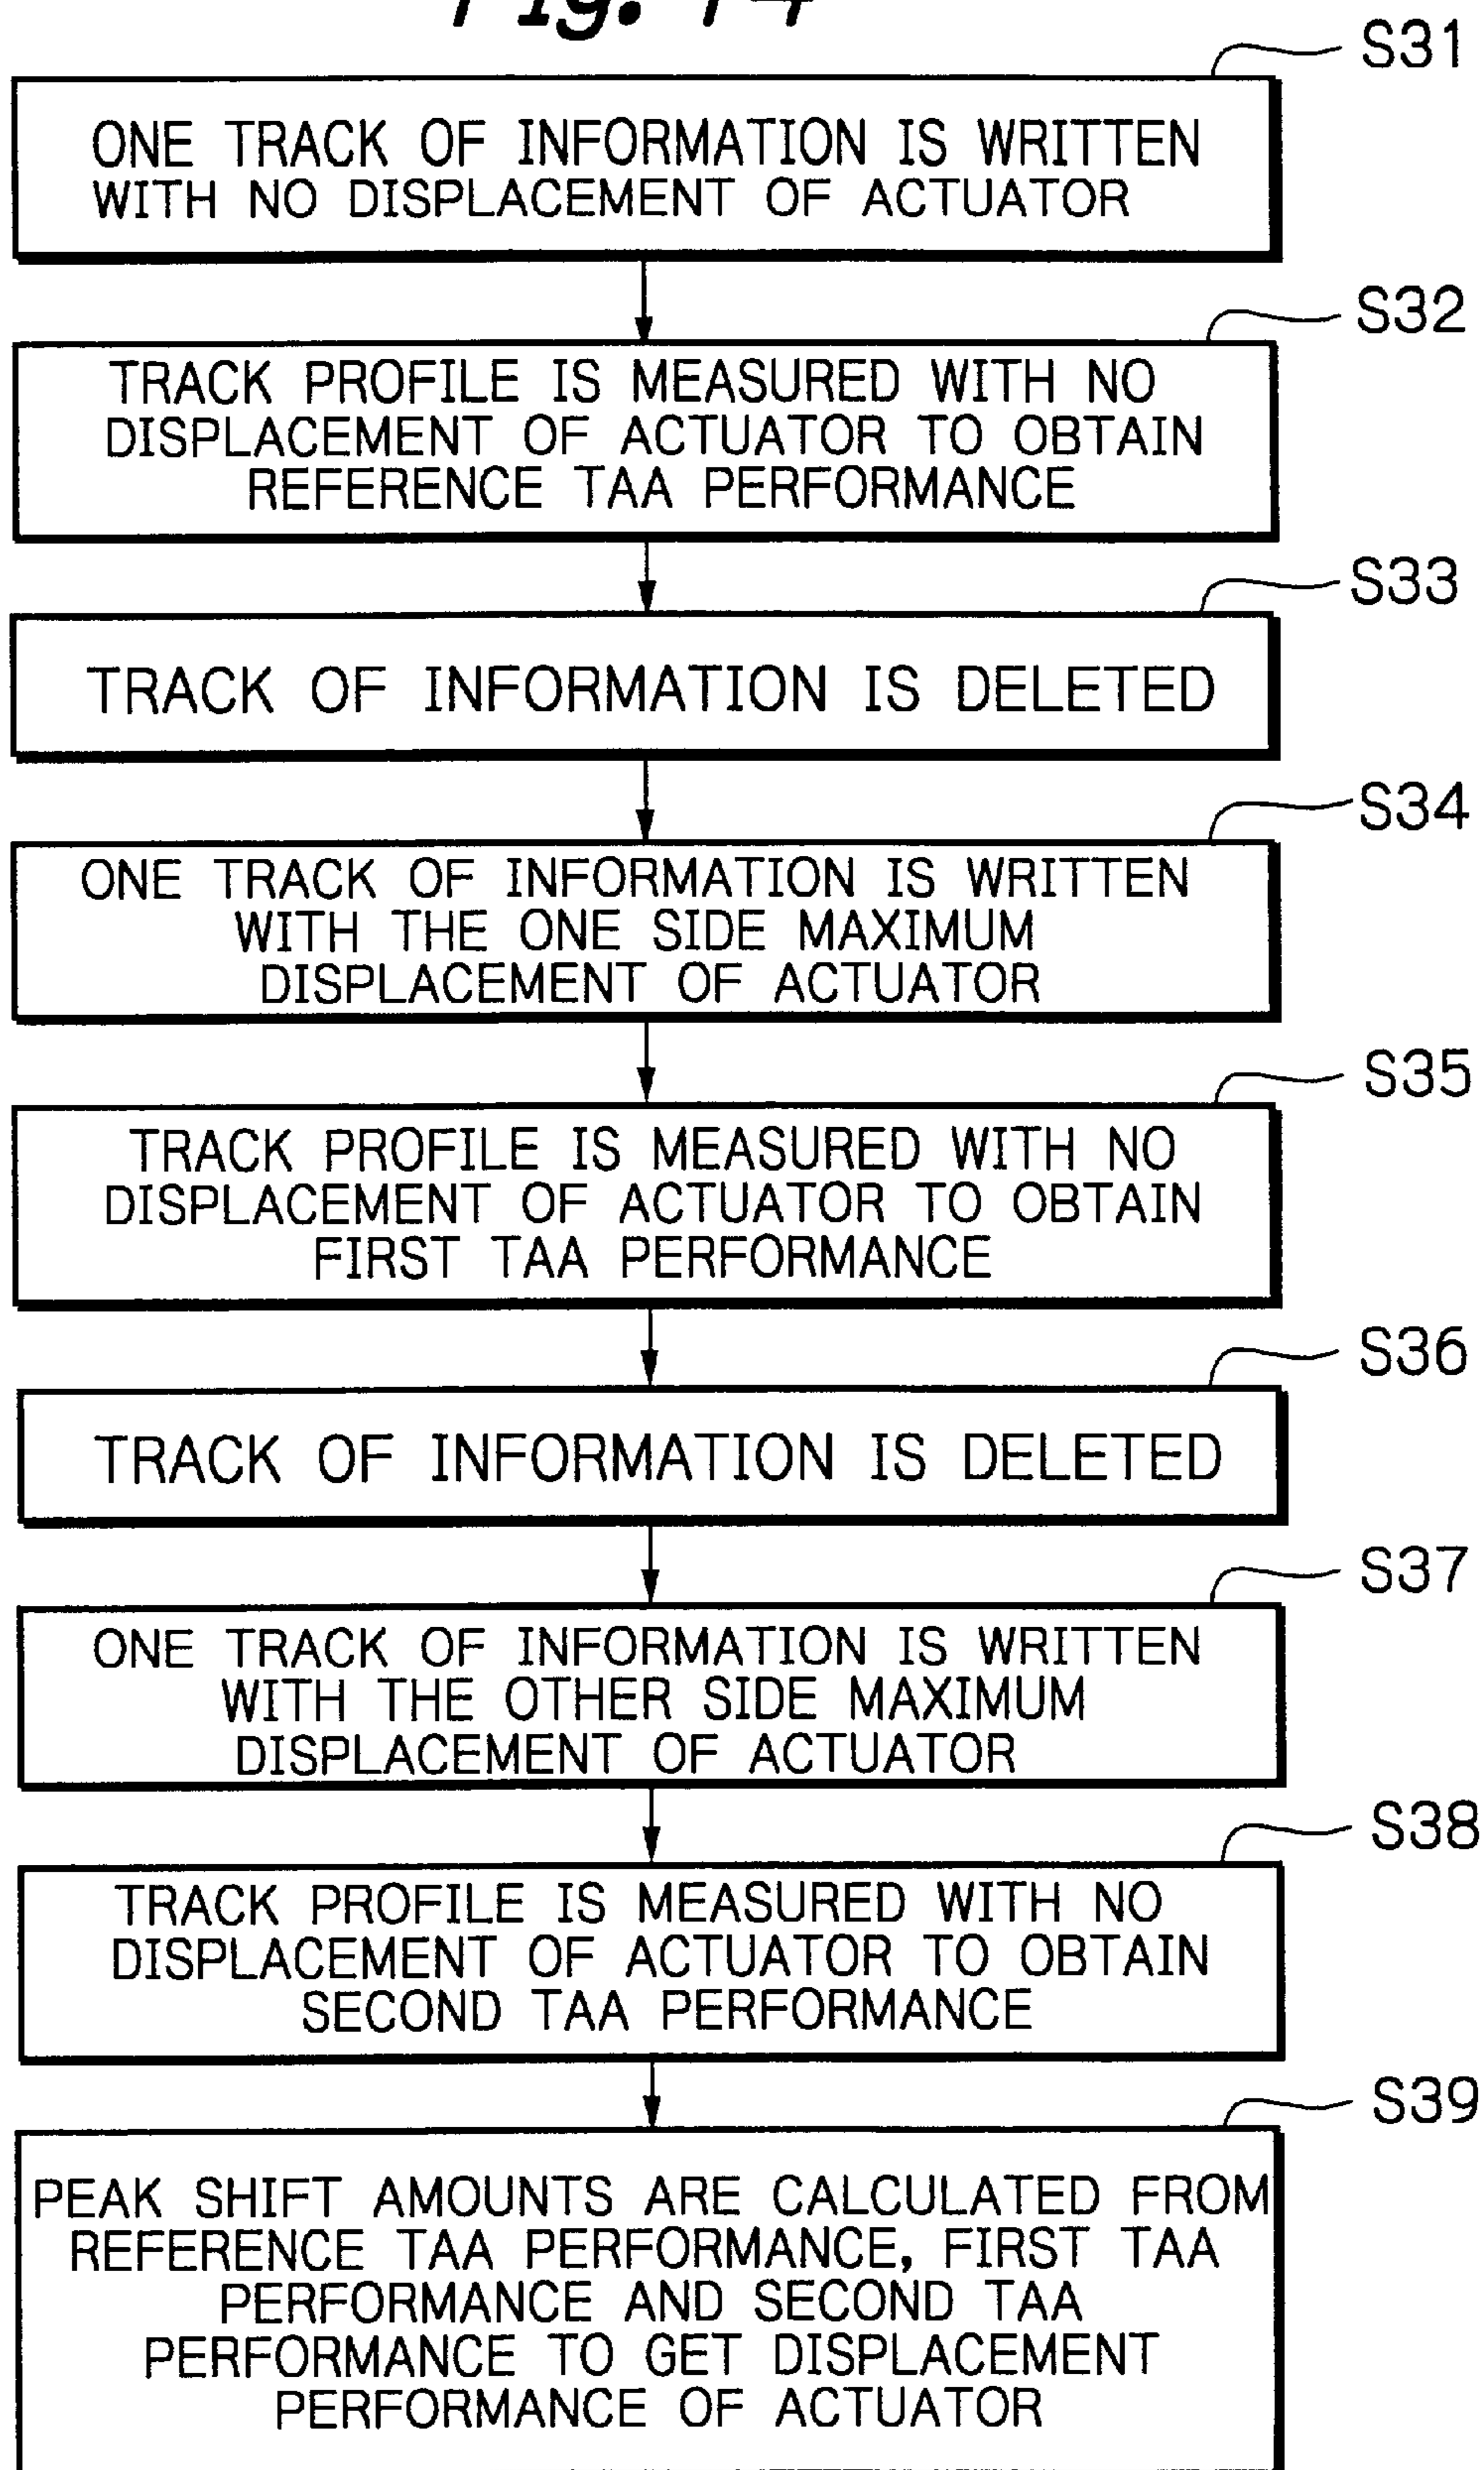 Fig. 14
S31
ONE TRACK OF INFORMATION IS WRITTEN
WITH NO DISPLACEMENT OF ACTUATOR
S32
TRACK PROFILE IS MEASURED WITH NO
DISPLACEMENT OF ACTUATOR TO OBTAIN
REFERENCE TAA PERFORMANCE
S33
TRACK OF INFORMATION IS DELETED
S34
ONE TRACK OF INFORMATION IS WRITTEN
WITH THE ONE SIDE MAXIMUM
DISPLACEMENT OF ACTUATOR
S35
TRACK PROFILE IS MEASURED WITH NO
DISPLACEMENT OF ACTUATOR TO OBTAIN
FIRST TAA PERFORMANCE
S36
TRACK OF INFORMATION IS DELETED
S37
ONE TRACK OF INFORMATION IS WRITTEN
WITH THE OTHER SIDE MAXIMUM
DISPLACEMENT OF ACTUATOR
S38
TRACK PROFILE IS MEASURED WITH NO
DISPLACEMENT OF ACTUATOR TO OBTAIN
SECOND TAA PERFORMANCE
S39
PEAK SHIFT AMOUNTS ARE CALCULATED FROM
REFERENCE TAA PERFORMANCE, FIRST TAA
PERFORMANCE AND SECOND TAA
PERFORMANCE TO GET DISPLACEMENT
PERFORMANCE OF ACTUATOR